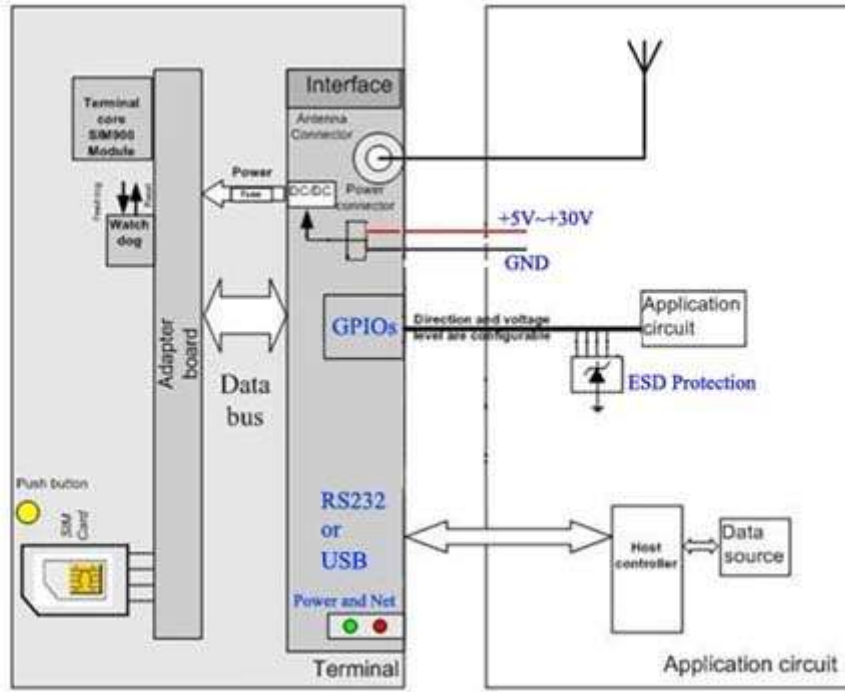 Interface
Antenna
Connector
Terminal
core
SIM900
Module
Power
Fuse
DC/DC
Power
connector
Feeding
Reset
Watch
dog
+5V~+30V
GND
GPIOs
Direction and voltage
level are configurable
Application
circuit
ESD Protection
Adapter
board
Data
bus
Push button
SIM
Card
RS232
or
USB
Host
controller
Data
source
Power and Net
Terminal
Application circuit